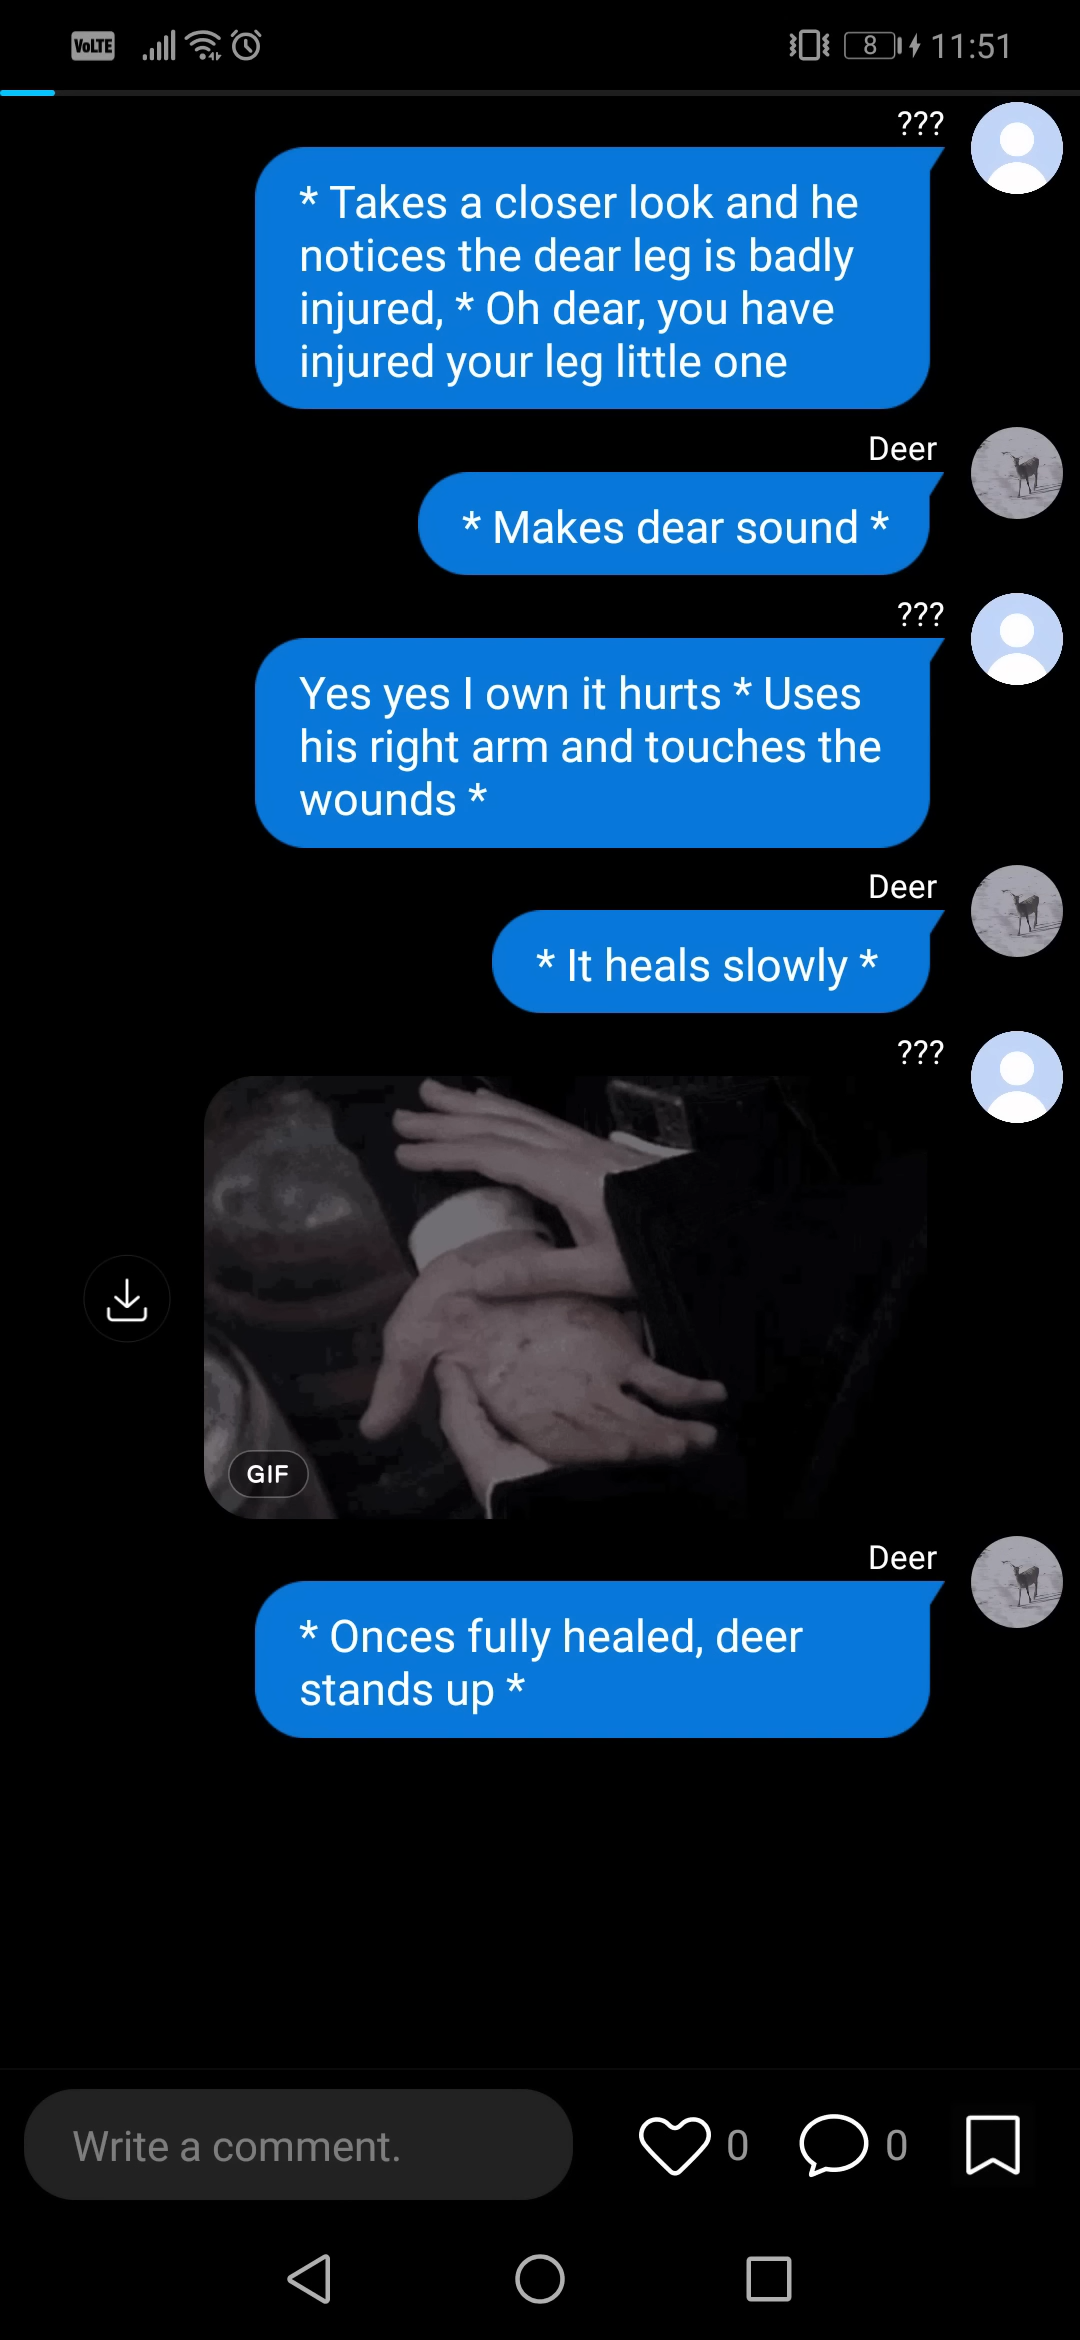 VoLTE 8 11:51
???
* Takes a closer look and he
notices the dear leg is badly
injured, * Oh dear, you have
injured your leg little one
Deer
* Makes dear sound *
???
Yes yes I own it hurts * Uses
his right arm and touches the
wounds *
Deer
* It heals slowly *
???
GIF
Deer
* Onces fully healed, deer
stands up *
Write a comment. 0 0